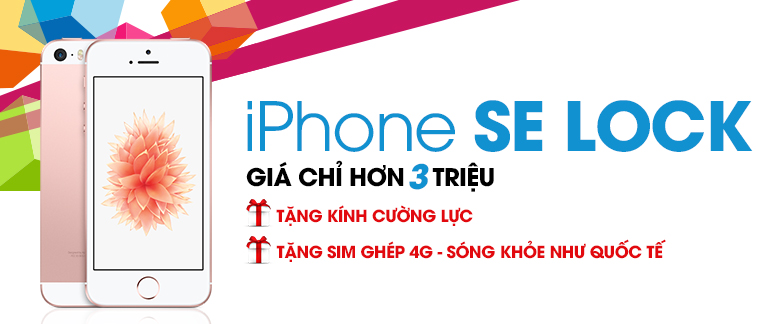 iPhone SE LOCK
GIÁ CHỈ HƠN 3 TRIỆU
TẶNG KÍNH CƯỜNG LỰC
TẶNG SIM GHÉP 4G - SÓNG KHỎE NHƯ QUỐC TẾ